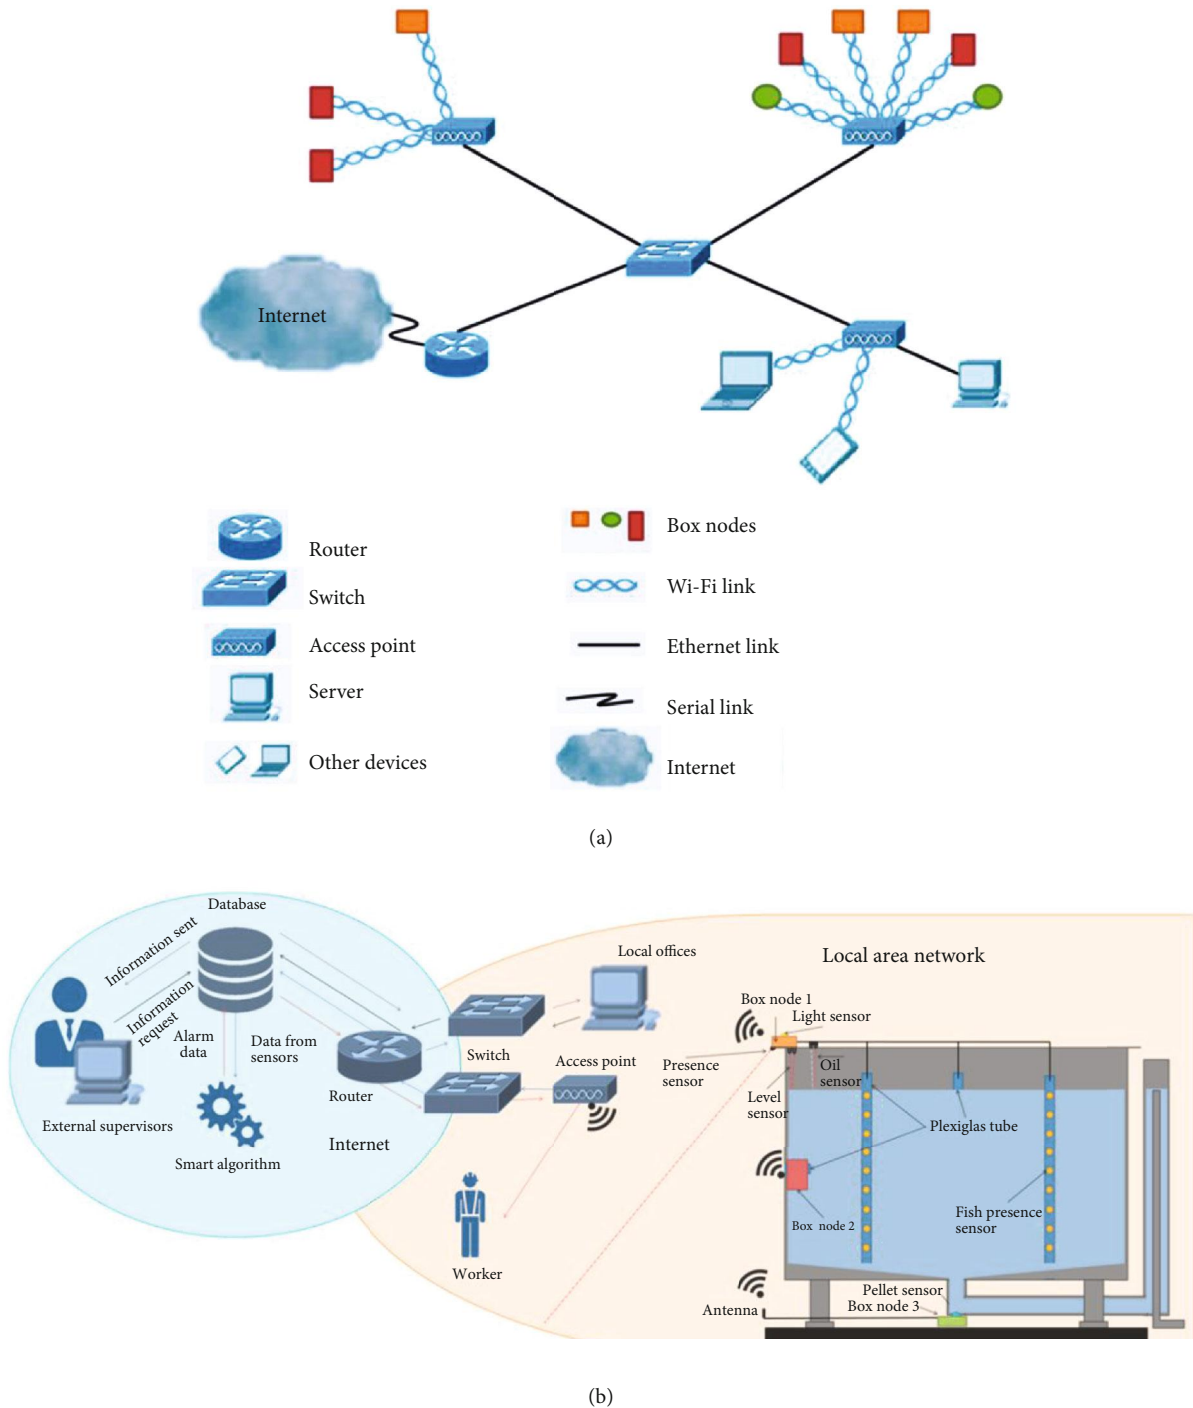 Internet
Router
Switch
Access point
Server
Other devices
Box nodes
Wi-Fi link
Ethernet link
Serial link
Internet
(a)
Database
Information sent
Information
request
Alarm
data
Data from
sensors
External supervisors
Smart algorithm
Router
Internet
Switch
Local offices
Access point
Worker
Local area network
Box node 1
Light sensor
Presence
sensor
Level
sensor
Oil
sensor
Plexiglas tube
Box node 2
Fish presence
sensor
Pellet sensor
Box node 3
Antenna
(b)